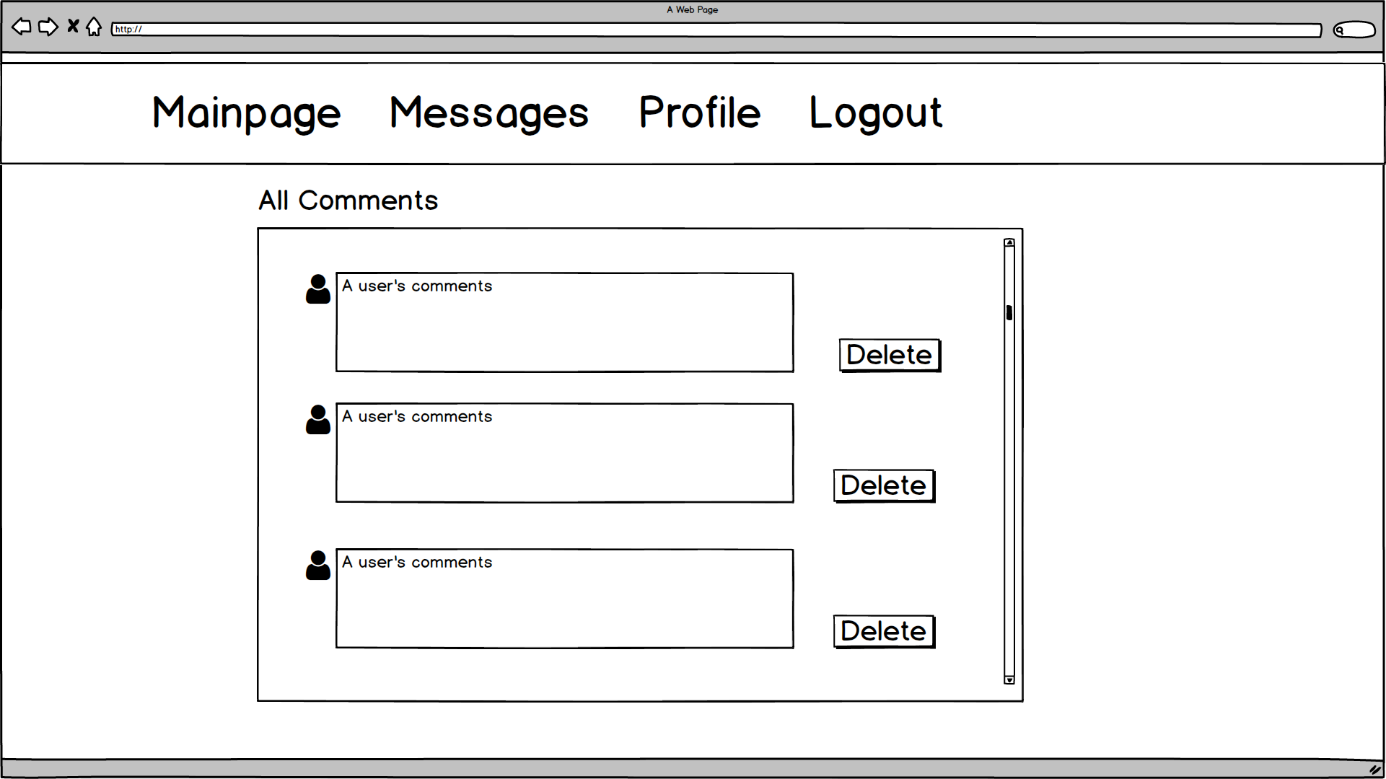 A Web Page
http://
Mainpage Messages Profile Logout
All Comments
A user's comments
Delete
A user's comments
Delete
A user's comments
Delete